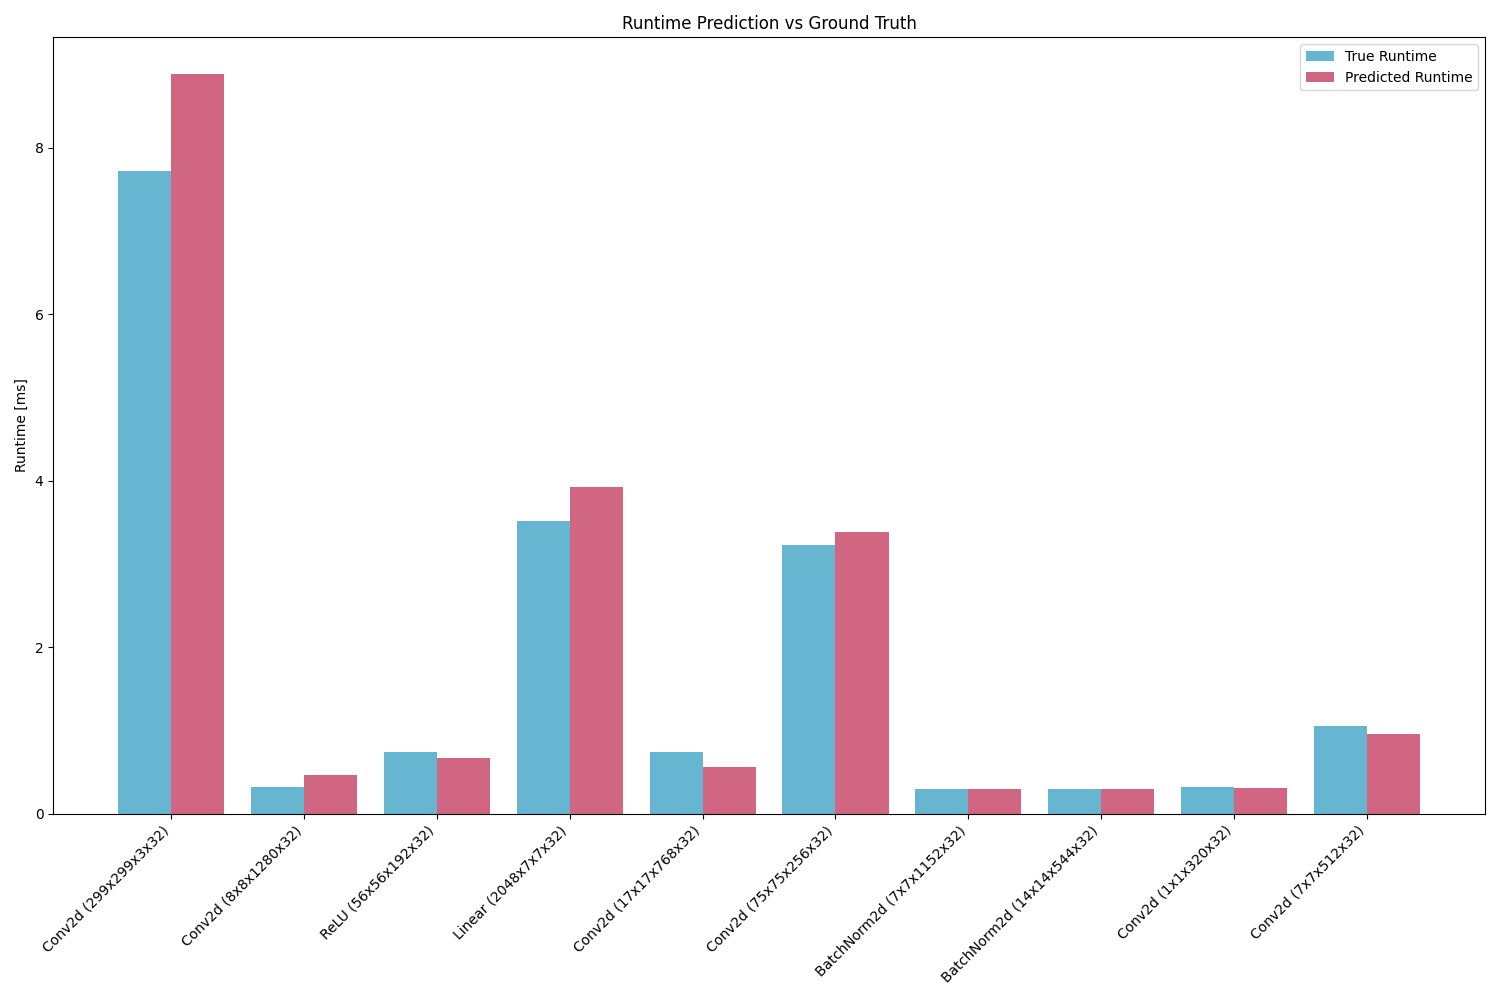 Runtime Prediction vs Ground Truth
True Runtime
Predicted Runtime
Runtime [ms]
8
6
4
2
0
Conv2d (299x299x3x32)
Conv2d (8x8x1280x32)
ReLU (56x56x192x32)
Linear (2048x7x7x32)
Conv2d (17x17x768x32)
Conv2d (75x75x256x32)
BatchNorm2d (7x7x1152x32)
BatchNorm2d (14x14x544x32)
Conv2d (1x1x320x32)
Conv2d (7x7x512x32)